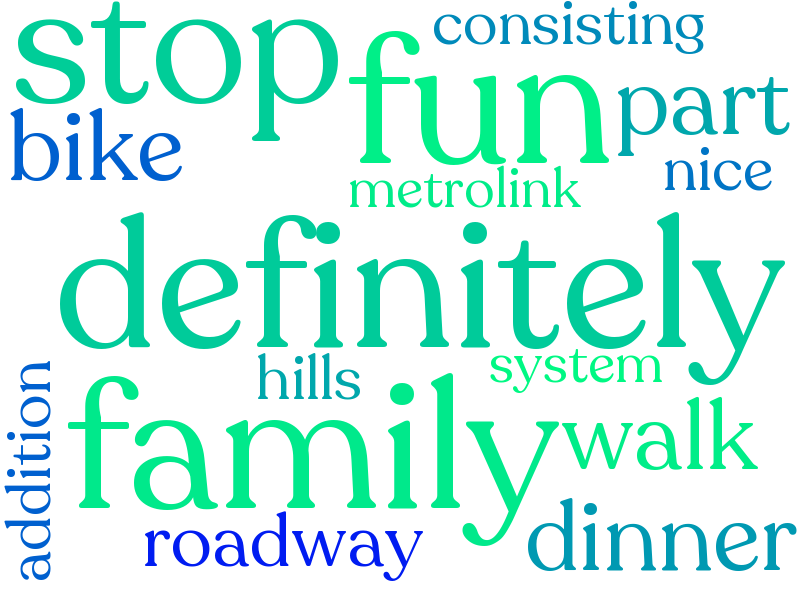 stop
consisting
fun
part
bike
nice
metrolink
definitely
hills
system
addition
family
walk
roadway
dinner